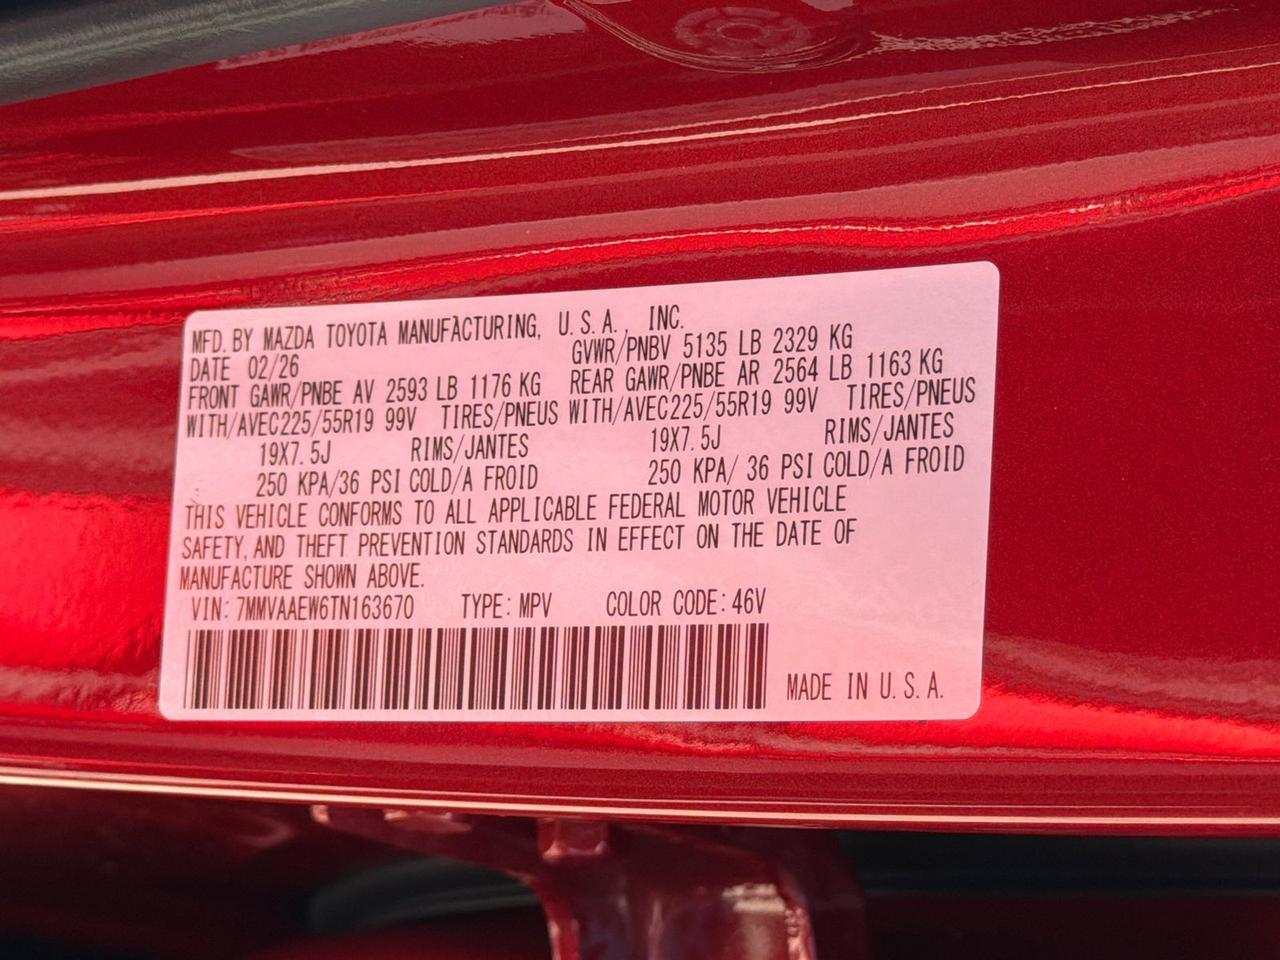 MFD. BY MAZDA TOYOTA MANUFACTURING, U.S.A., INC.
DATE 02/26 GVWR/PNBV 5135 LB 2329 KG
FRONT GAWR/PNBE AV 2593 LB 1176 KG REAR GAWR/PNBE AR 2564 LB 1163 KG
WITH/AVEC225/55R19 99V TIRES/PNEUS WITH/AVEC225/55R19 99V TIRES/PNEUS
19X7.5J RIMS/JANTES 19X7.5J RIMS/JANTES
250 KPA/36 PSI COLD/A FROID 250 KPA/ 36 PSI COLD/A FROID
THIS VEHICLE CONFORMS TO ALL APPLICABLE FEDERAL MOTOR VEHICLE
SAFETY, AND THEFT PREVENTION STANDARDS IN EFFECT ON THE DATE OF
MANUFACTURE SHOWN ABOVE.
VIN: 7MMVAAEW6TN163670 TYPE: MPV COLOR CODE: 46V
MADE IN U.S.A.